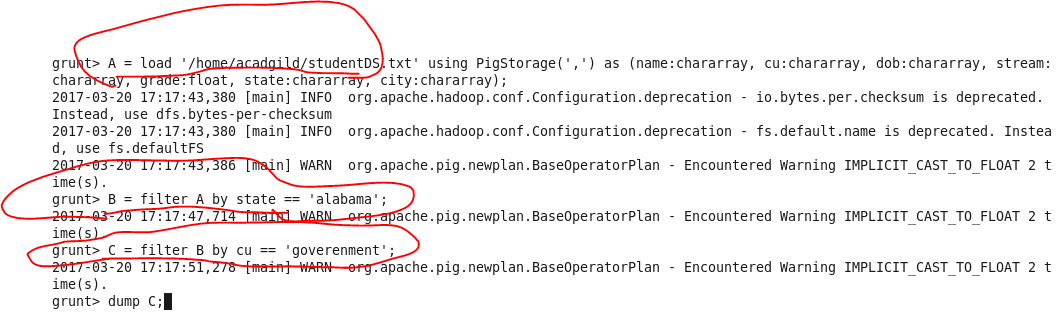 grunt> A = load '/home/acadgild/studentDS.txt' using PigStorage(',') as (name:chararray, cu:chararray, dob:chararray, stream:
chararray, grade:float, state:chararray, city:chararray);
2017-03-20 17:17:43,380 [main] INFO  org.apache.hadoop.conf.Configuration.deprecation - io.bytes.per.checksum is deprecated.
Instead, use dfs.bytes-per-checksum
2017-03-20 17:17:43,380 [main] INFO  org.apache.hadoop.conf.Configuration.deprecation - fs.default.name is deprecated. Instea
d, use fs.defaultFS
2017-03-20 17:17:43,386 [main] WARN  org.apache.pig.newplan.BaseOperatorPlan - Encountered Warning IMPLICIT_CAST_TO_FLOAT 2 t
ime(s).
grunt> B = filter A by state == 'alabama';
2017-03-20 17:17:47,714 [main] WARN  org.apache.pig.newplan.BaseOperatorPlan - Encountered Warning IMPLICIT_CAST_TO_FLOAT 2 t
ime(s).
grunt> C = filter B by cu == 'goverenment';
2017-03-20 17:17:51,278 [main] WARN  org.apache.pig.newplan.BaseOperatorPlan - Encountered Warning IMPLICIT_CAST_TO_FLOAT 2 t
ime(s).
grunt> dump C;